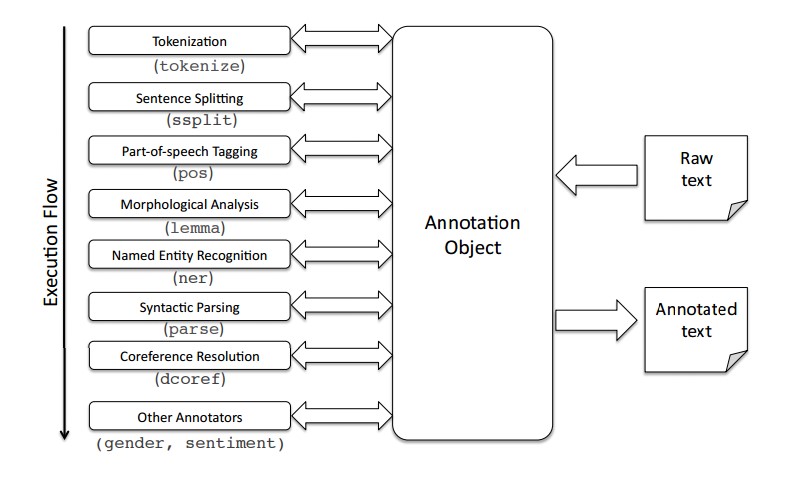 Execution Flow
Tokenization
(tokenize)
Sentence Splitting
(ssplit)
Part-of-speech Tagging
(pos)
Morphological Analysis
(lemma)
Named Entity Recognition
(ner)
Syntactic Parsing
(parse)
Coreference Resolution
(dcoref)
Other Annotators
(gender, sentiment)
Annotation
Object
Raw
text
Annotated
text